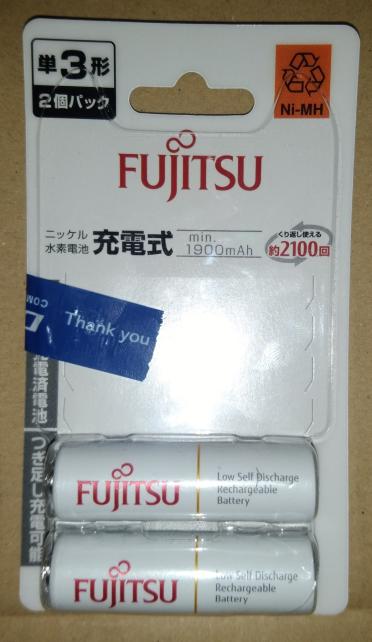 単3形
2個パック
Ni-MH
FUJITSU
ニッケル
水素電池
充電式
min.
1900mAh
くり返し使える
約2100回
Thank you
COM
充電済電池 つぎ足し充電可能
FUJITSU
Low Self Discharge
Rechargeable
Battery
FUJITSU
Low Self Discharge
Rechargeable
Battery